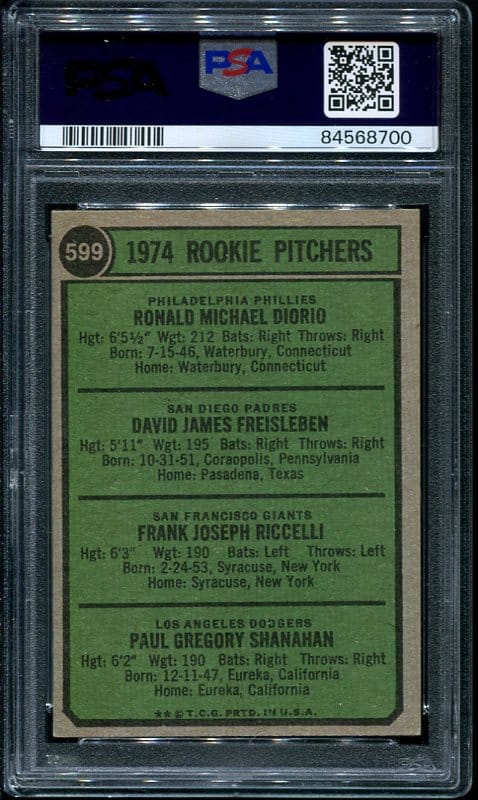 PSA
PSA
84568700
599 1974 ROOKIE PITCHERS
PHILADELPHIA PHILLIES
RONALD MICHAEL DIORIO
Hgt: 6'5½" Wgt: 212 Bats: Right Throws: Right
Born: 7-15-46, Waterbury, Connecticut
Home: Waterbury, Connecticut
SAN DIEGO PADRES
DAVID JAMES FREISLEBEN
Hgt: 5'11" Wgt: 195 Bats: Right Throws: Right
Born: 10-31-51, Coraopolis, Pennsylvania
Home: Pasadena, Texas
SAN FRANCISCO GIANTS
FRANK JOSEPH RICCELLI
Hgt: 6'3" Wgt: 190 Bats: Left Throws: Left
Born: 2-24-53, Syracuse, New York
Home: Syracuse, New York
LOS ANGELES DODGERS
PAUL GREGORY SHANAHAN
Hgt: 6'2" Wgt: 190 Bats: Right Throws: Right
Born: 12-11-47, Eureka, California
Home: Eureka, California
** © T.C.G. PRTD. IN U.S.A.